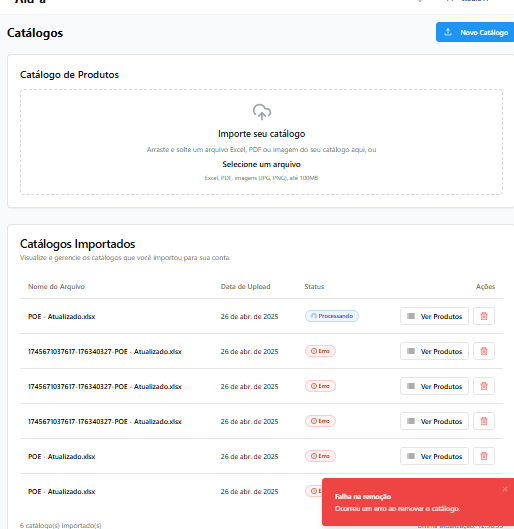 Catálogos
Novo Catálogo
Catálogo de Produtos
Importe seu catálogo
Arraste e solte um arquivo Excel, PDF ou imagem do seu catálogo aqui, ou
Selecione um arquivo
Excel, PDF, imagens (JPG, PNG), até 100MB
Catálogos Importados
Visualize e gerencie os catálogos que você importou para sua conta.
Nome do Arquivo Data de Upload Status Ações
POE - Atualizado.xlsx 26 de abr. de 2025 Processando Ver Produtos
1745671037617-176340327-POE - Atualizado.xlsx 26 de abr. de 2025 Erro Ver Produtos
1745671037617-176340327-POE - Atualizado.xlsx 26 de abr. de 2025 Erro Ver Produtos
1745671037617-176340327-POE - Atualizado.xlsx 26 de abr. de 2025 Erro Ver Produtos
POE - Atualizado.xlsx 26 de abr. de 2025 Erro Ver Produtos
POE - Atualizado.xlsx 26 de abr. de 2025
Falha na remoção
Ocorreu um erro ao remover o catálogo.
6 catálogo(s) importado(s)